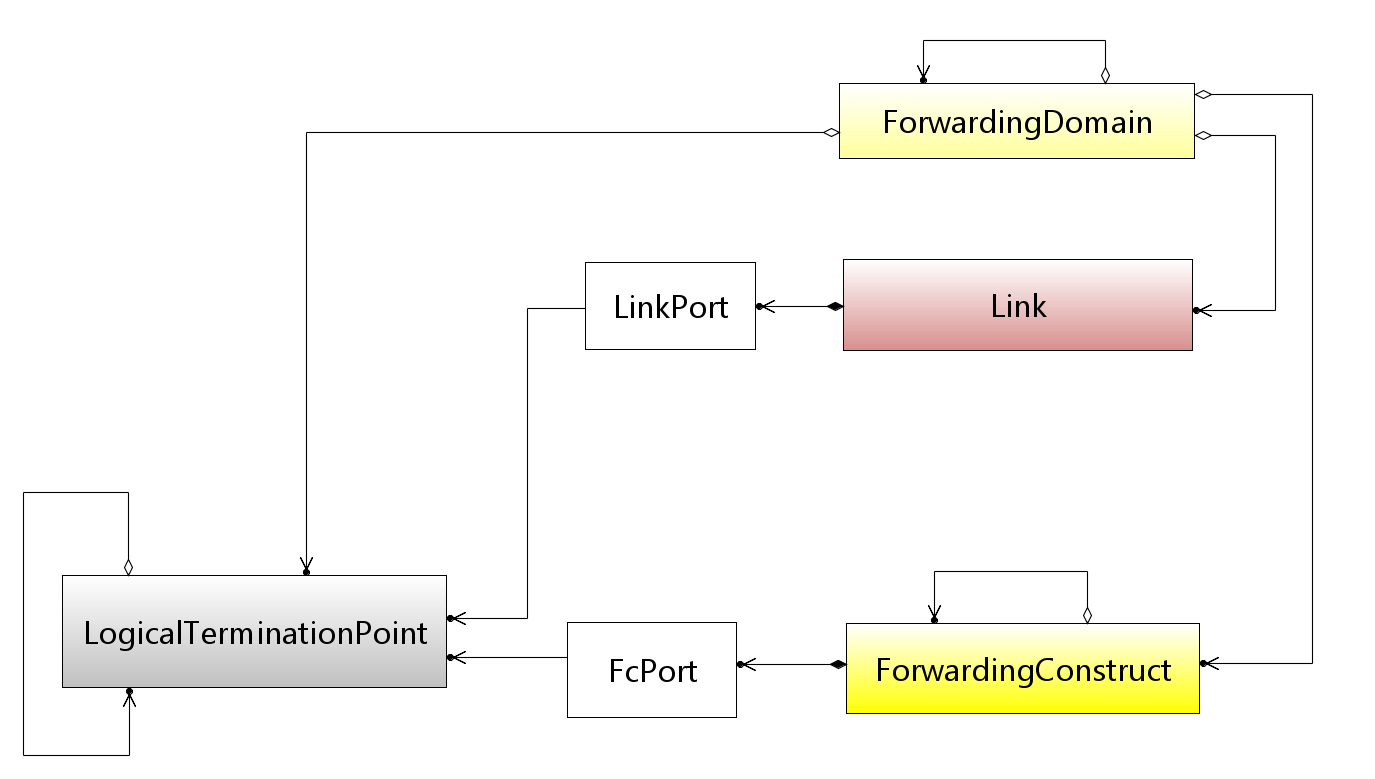 ForwardingDomain
LinkPort
Link
LogicalTerminationPoint
FcPort
ForwardingConstruct